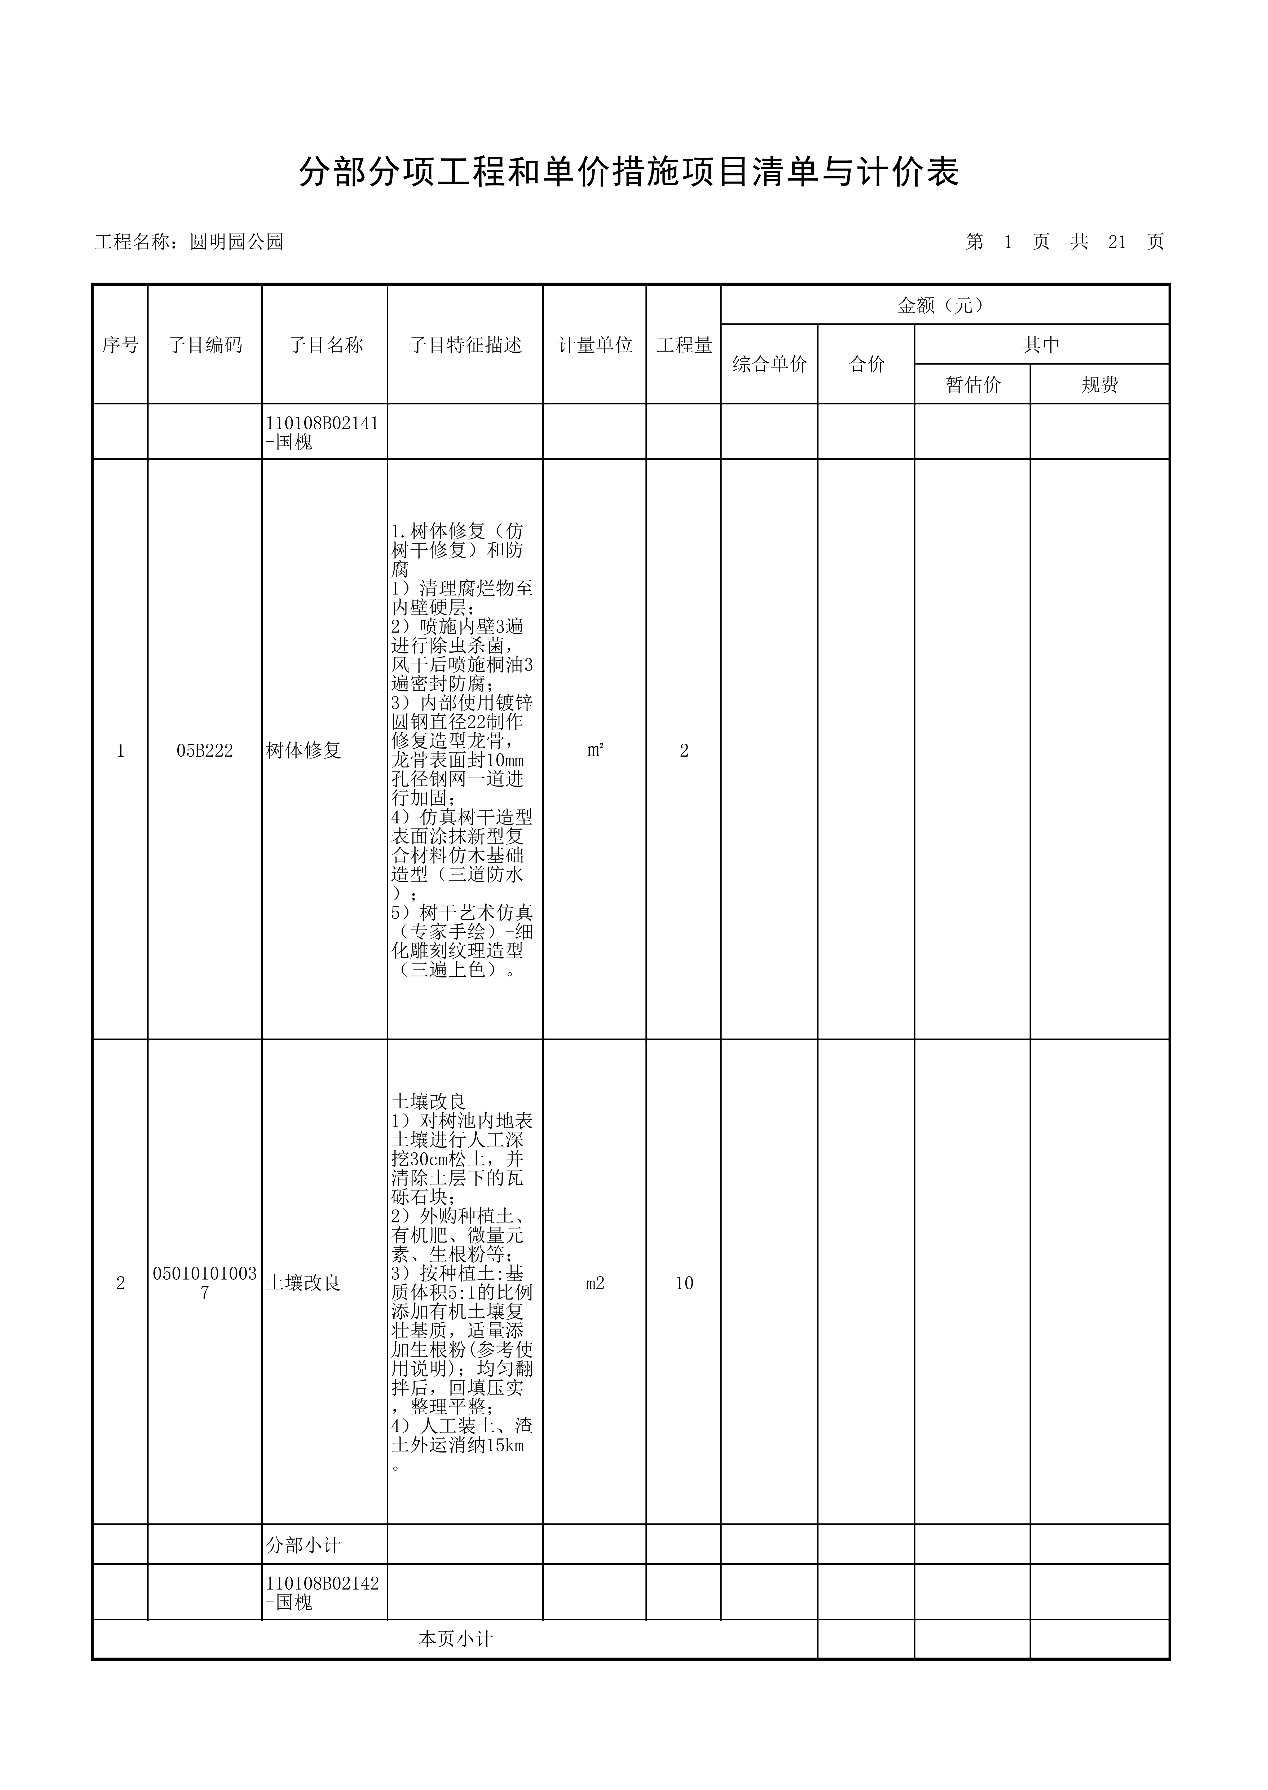 分部分项工程和单价措施项目清单与计价表
工程名称：圆明园公园
第 1 页 共 21 页
序号
子目编码
子目名称
子目特征描述
计量单位
工程量
金额（元）
综合单价
合价
其中
暂估价
规费
110108B02141
-国槐
1
05B222
树体修复
1.树体修复（仿
树干修复）和防
腐
1）清理腐烂物至
内壁硬层；
2）喷施内壁3遍
进行除虫杀菌，
风干后喷施桐油3
遍密封防腐；
3）内部使用镀锌
圆钢直径22制作
修复造型龙骨，
龙骨表面封10mm
孔径钢网一道进
行加固；
4）仿真树干造型
表面涂抹新型复
合材料仿木基础
造型（三道防水
）；
5）树干艺术仿真
（专家手绘）-细
化雕刻纹理造型
（三遍上色）。
m²
2
2
05010101003
7
土壤改良
土壤改良
1）对树池内地表
土壤进行人工深
挖30cm松土，并
清除土层下的瓦
砾石块；
2）外购种植土、
有机肥、微量元
素、生根粉等；
3）按种植土:基
质体积5:1的比例
添加有机土壤复
壮基质，适量添
加生根粉(参考使
用说明)；均匀翻
拌后，回填压实
，整理平整；
4）人工装土、渣
土外运消纳15km
。
m2
10
分部小计
110108B02142
-国槐
本页小计